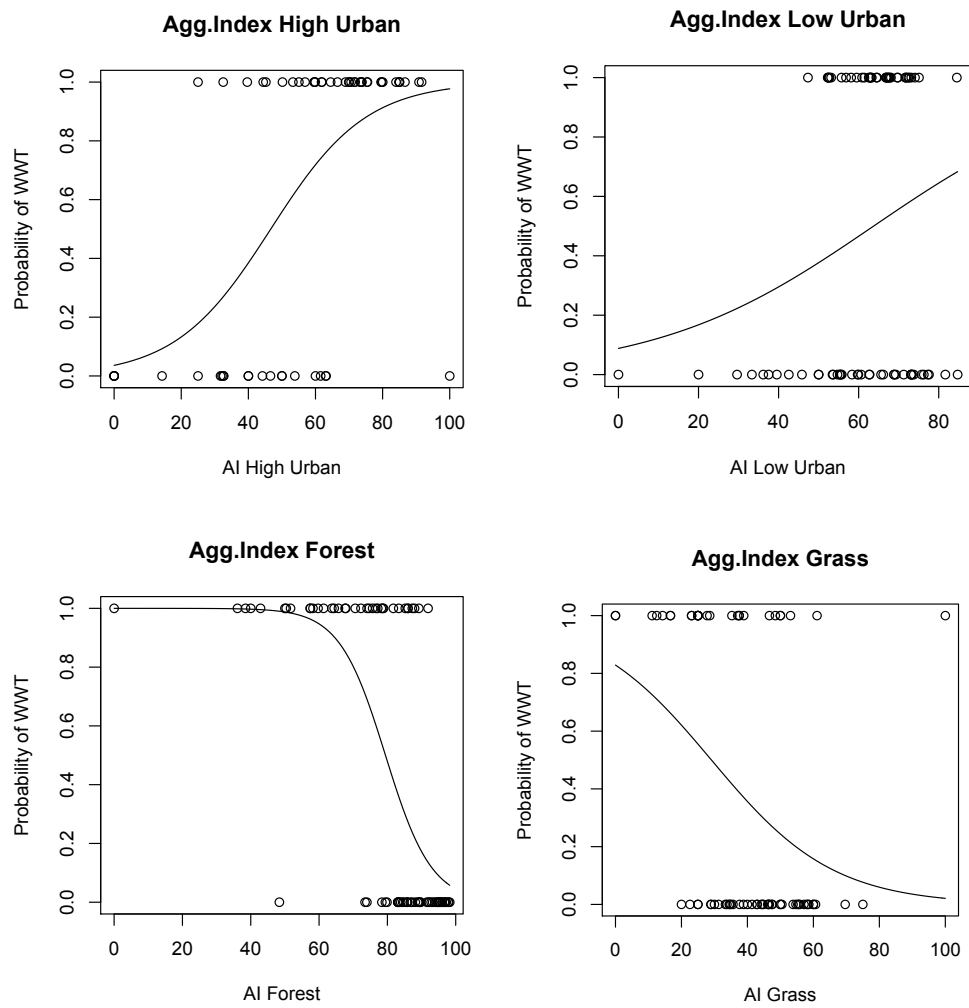 Agg.Index High Urban
Probability of WWT
0.0 0.2 0.4 0.6 0.8 1.0
0 20 40 60 80 100
AI High Urban
Agg.Index Low Urban
Probability of WWT
0.0 0.2 0.4 0.6 0.8 1.0
0 20 40 60 80
AI Low Urban
Agg.Index Forest
Probability of WWT
0.0 0.2 0.4 0.6 0.8 1.0
0 20 40 60 80 100
AI Forest
Agg.Index Grass
Probability of WWT
0.0 0.2 0.4 0.6 0.8 1.0
0 20 40 60 80 100
AI Grass